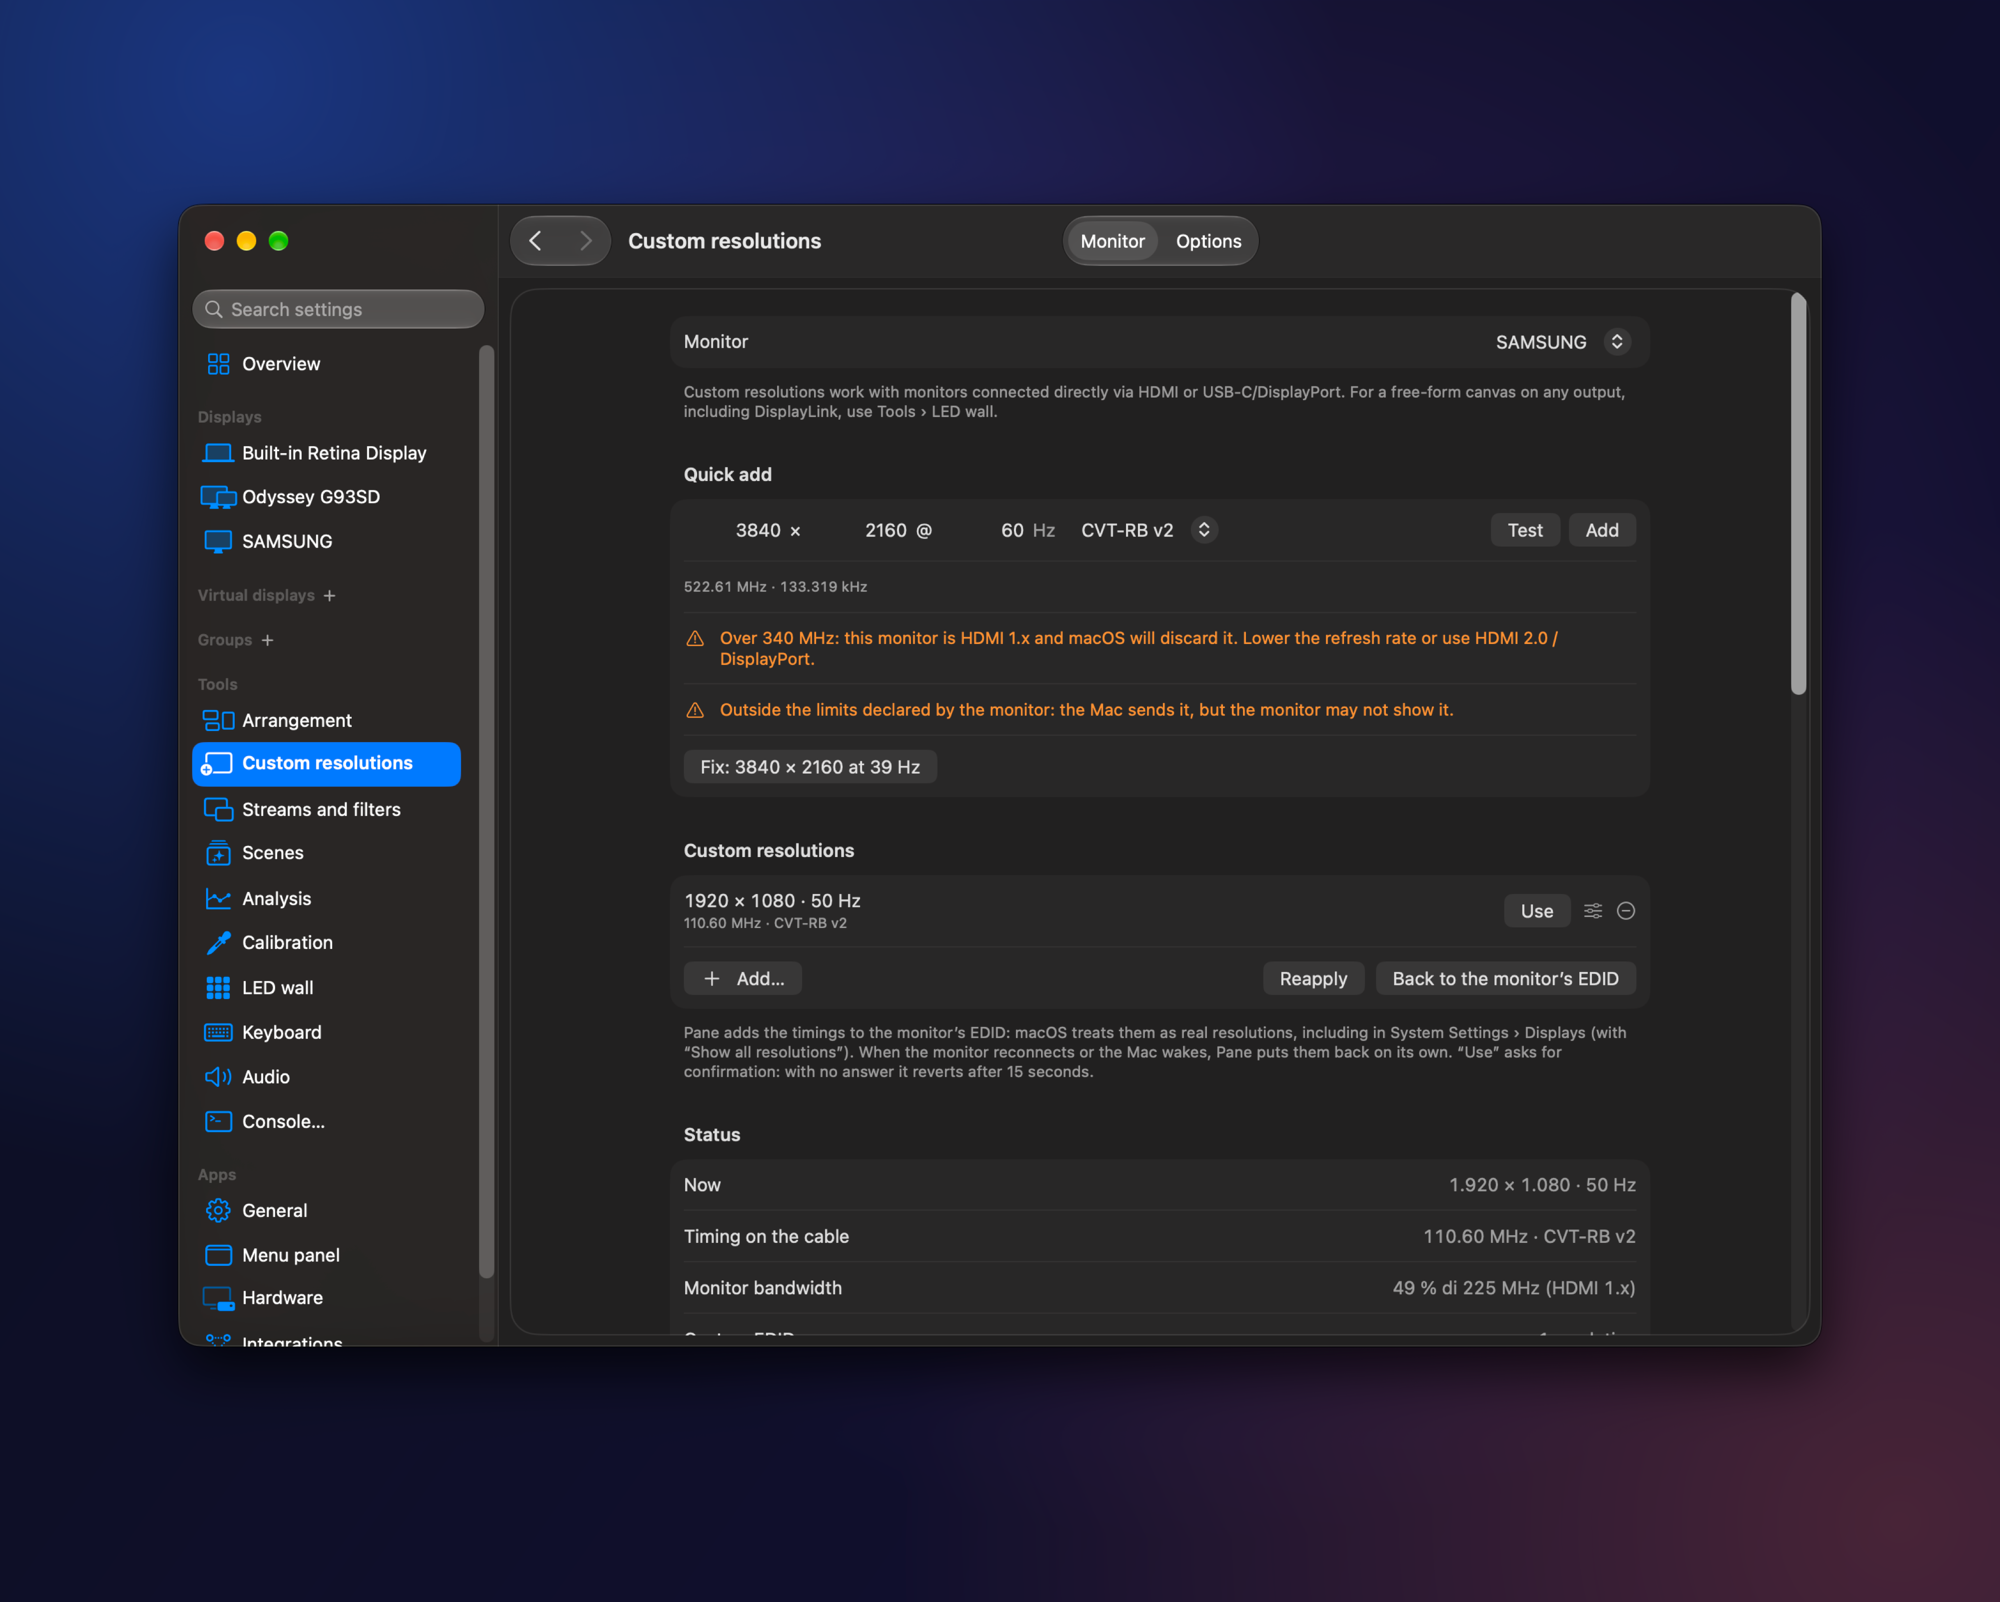 Custom resolutions
Monitor
Options
Search settings
Overview
Displays
Built-in Retina Display
Odyssey G93SD
SAMSUNG
Virtual displays +
Groups +
Tools
Arrangement
Custom resolutions
Streams and filters
Scenes
Analysis
Calibration
LED wall
Keyboard
Audio
Console...
Apps
General
Menu panel
Hardware
Integrations
Monitor
SAMSUNG
Custom resolutions work with monitors connected directly via HDMI or USB-C/DisplayPort. For a free-form canvas on any output,
including DisplayLink, use Tools › LED wall.
Quick add
3840 × 2160 @ 60 Hz CVT-RB v2
Test
Add
522.61 MHz · 133.319 kHz
Over 340 MHz: this monitor is HDMI 1.x and macOS will discard it. Lower the refresh rate or use HDMI 2.0 /
DisplayPort.
Outside the limits declared by the monitor: the Mac sends it, but the monitor may not show it.
Fix: 3840 × 2160 at 39 Hz
Custom resolutions
1920 × 1080 · 50 Hz
110.60 MHz · CVT-RB v2
Use
+ Add...
Reapply
Back to the monitor’s EDID
Pane adds the timings to the monitor’s EDID: macOS treats them as real resolutions, including in System Settings › Displays (with
“Show all resolutions”). When the monitor reconnects or the Mac wakes, Pane puts them back on its own. “Use” asks for
confirmation: with no answer it reverts after 15 seconds.
Status
Now
1.920 × 1.080 · 50 Hz
Timing on the cable
110.60 MHz · CVT-RB v2
Monitor bandwidth
49 % di 225 MHz (HDMI 1.x)